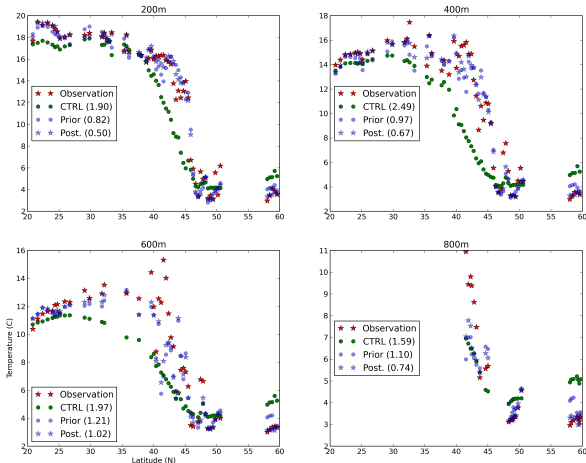 200m
20
18
16
14
12
10
8
6
4
2
Observation
CTRL (1.90)
Prior (0.82)
Post. (0.50)
20 25 30 35 40 45 50 55 60
400m
18
16
14
12
10
8
6
4
2
Observation
CTRL (2.49)
Prior (0.97)
Post. (0.67)
20 25 30 35 40 45 50 55 60
600m
16
14
12
10
8
6
4
2
Temperature (C)
Observation
CTRL (1.97)
Prior (1.21)
Post. (1.02)
20 25 30 35 40 45 50 55 60
Latitude (N)
800m
11
10
9
8
7
6
5
4
3
2
Observation
CTRL (1.59)
Prior (1.10)
Post. (0.74)
20 25 30 35 40 45 50 55 60